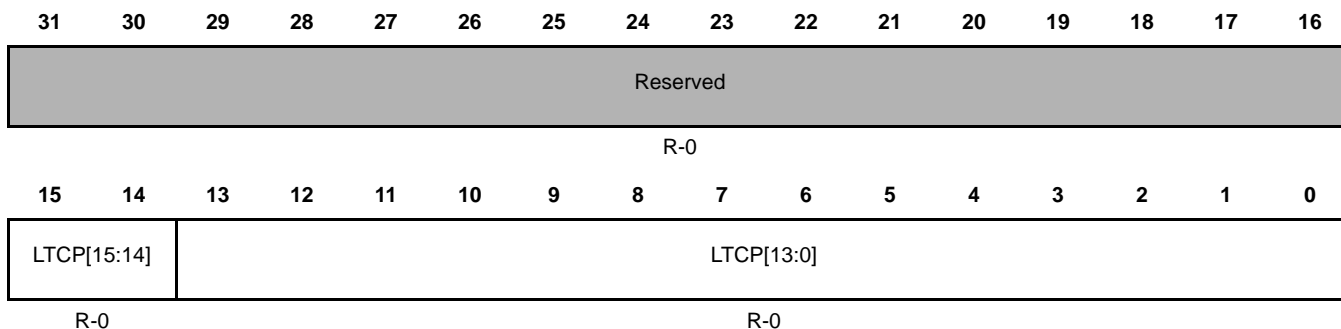 31 30 29 28 27 26 25 24 23 22 21 20 19 18 17 16
Reserved
R-0
15 14 13 12 11 10 9 8 7 6 5 4 3 2 1 0
LTCP[15:14] LTCP[13:0]
R-0 R-0